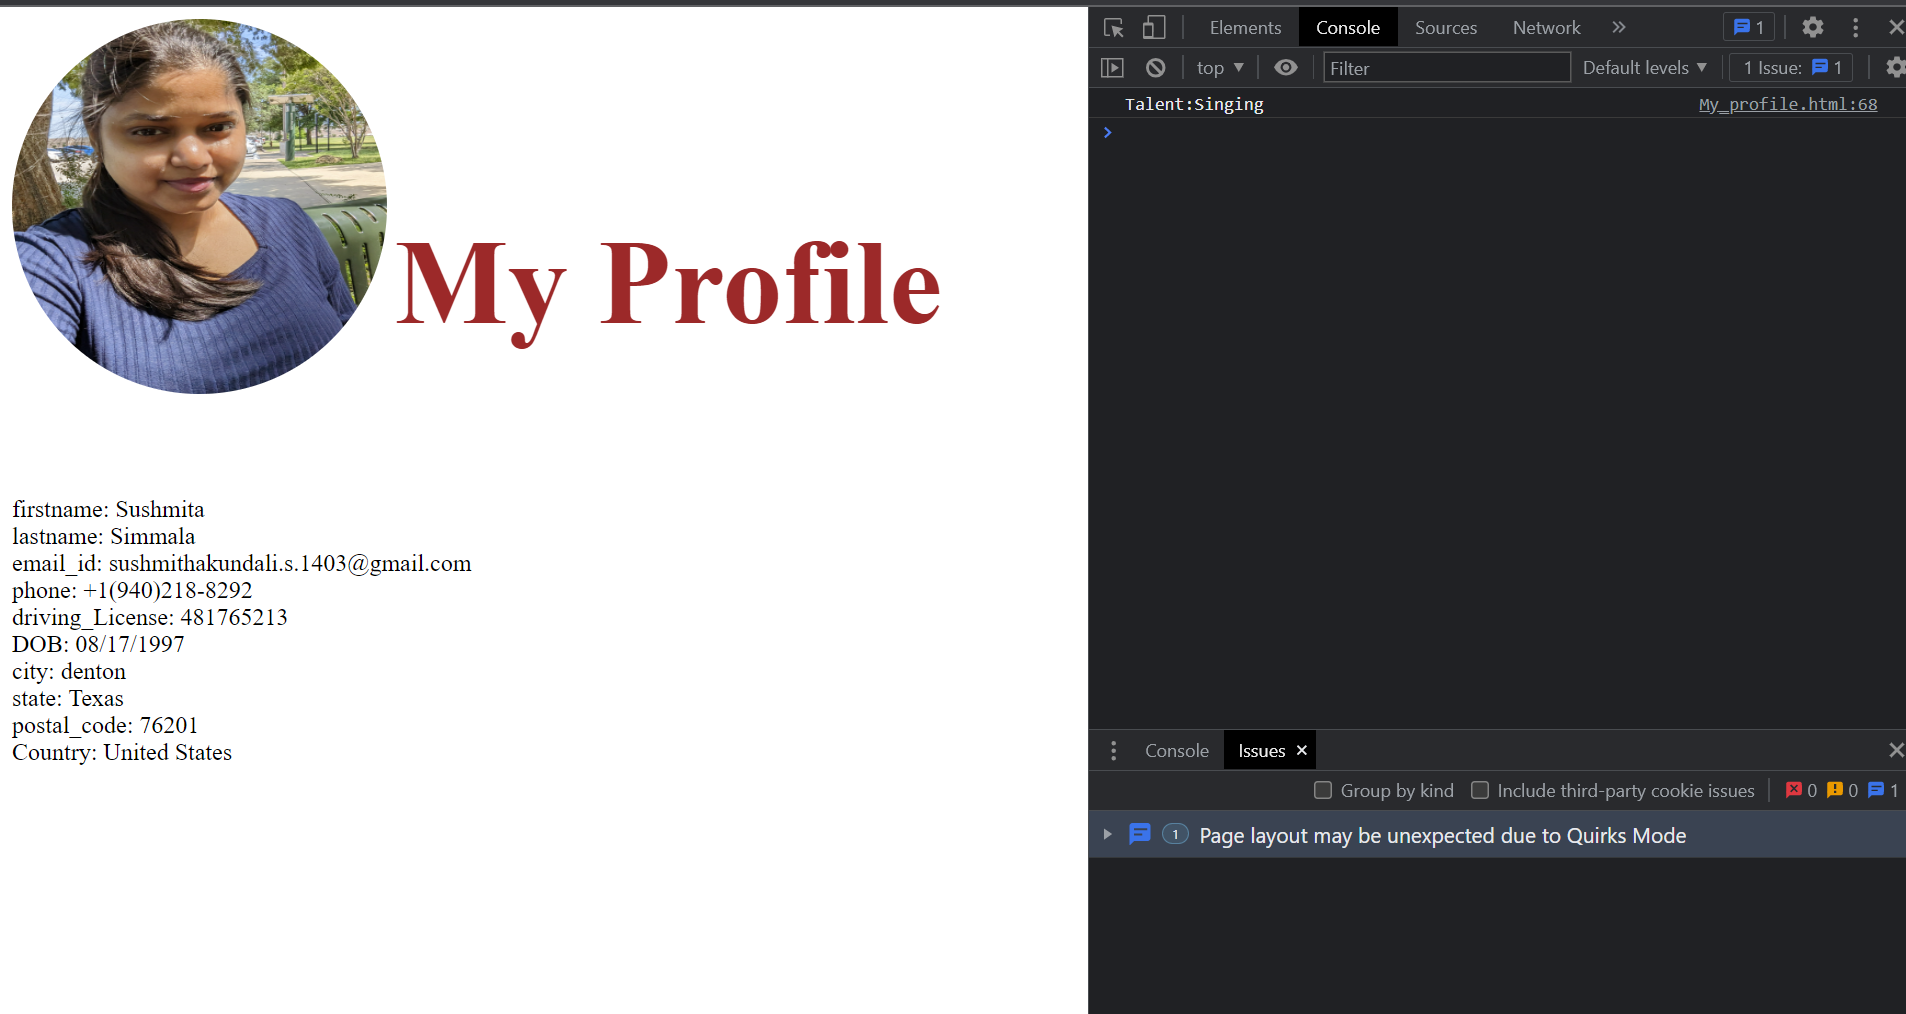 My Profile
firstname: Sushmita
lastname: Simmala
email_id: sushmithakundali.s.1403@gmail.com
phone: +1(940)218-8292
driving_License: 481765213
DOB: 08/17/1997
city: denton
state: Texas
postal_code: 76201
Country: United States
Elements Console Sources Network » 1
top Filter Default levels 1 Issue: 1
Talent:Singing My_profile.html:68
Console Issues
Group by kind Include third-party cookie issues 0 0 1
1 Page layout may be unexpected due to Quirks Mode